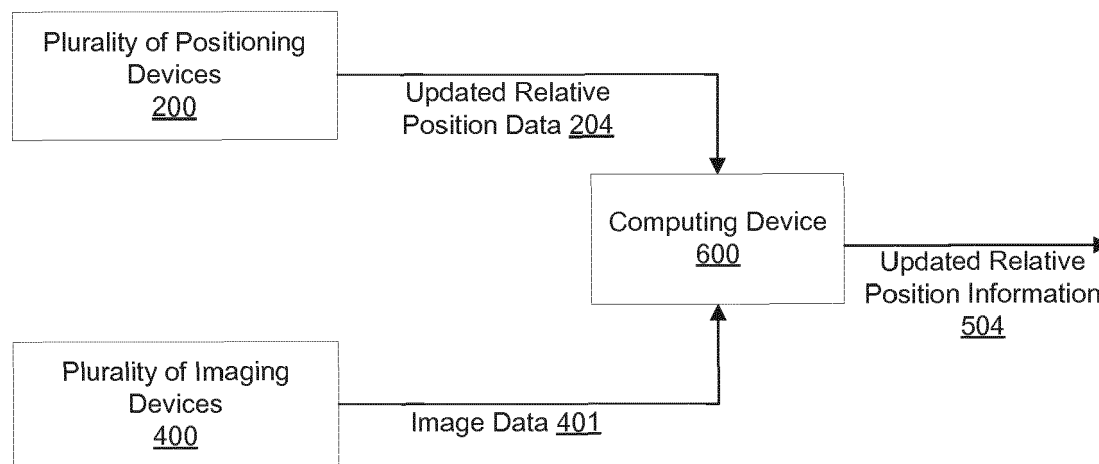 Plurality of Positioning
Devices
200
Updated Relative
Position Data 204
Computing Device
600
Updated Relative
Position Information
504
Plurality of Imaging
Devices
400
Image Data 401